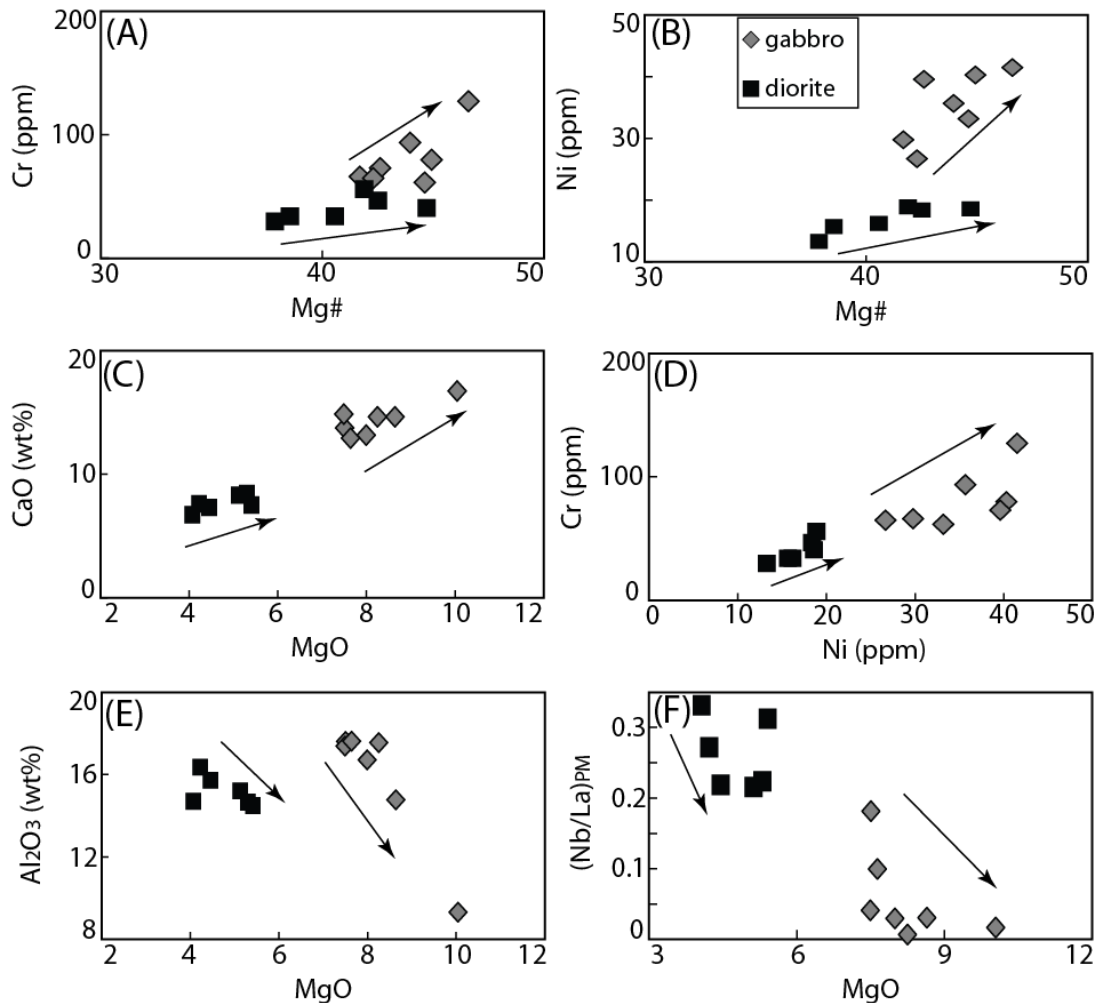 (A)
200
100
0
Cr (ppm)
30
40
50
Mg#
(B)
gabbro
diorite
50
30
10
Ni (ppm)
30
40
50
Mg#
(C)
20
10
0
CaO (wt%)
2
4
6
8
10
12
MgO
(D)
200
100
0
Cr (ppm)
0
10
20
30
40
50
Ni (ppm)
(E)
20
16
12
8
Al₂O₃ (wt%)
2
4
6
8
10
12
MgO
(F)
0.3
0.2
0.1
0
(Nb/La)PM
3
6
9
12
MgO